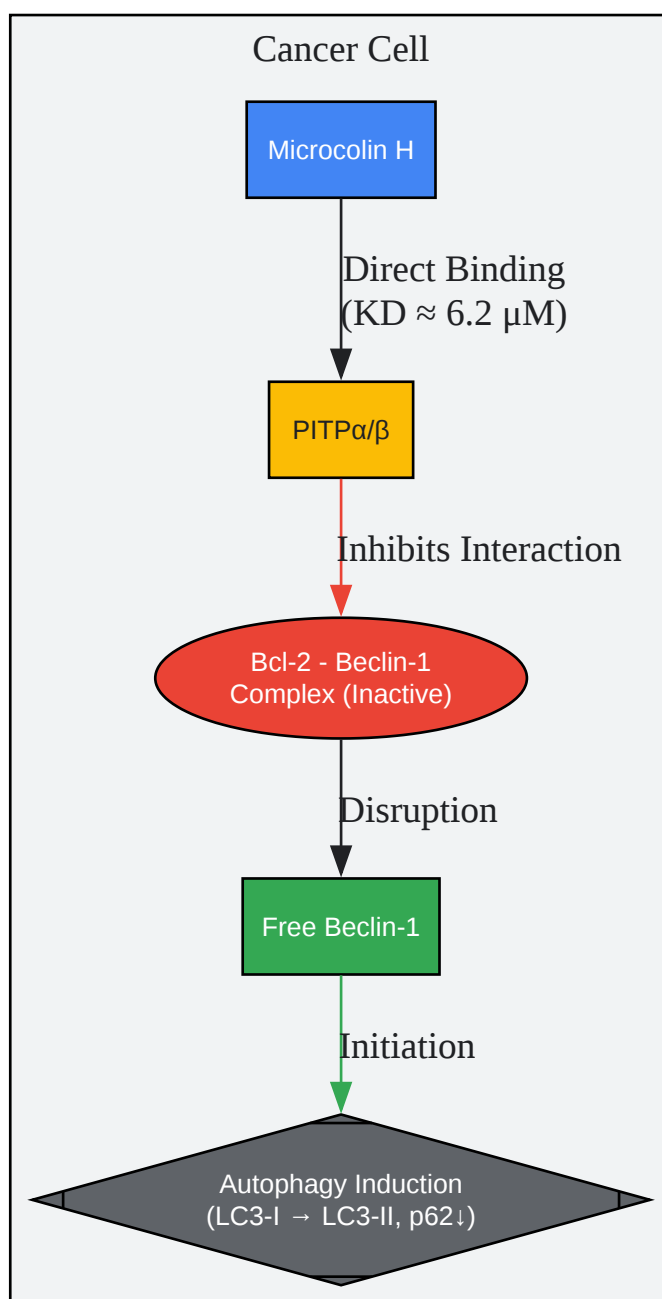 Cancer Cell
Microcolin H
Direct Binding
(KD ≈ 6.2 μM)
PITPα/β
Inhibits Interaction
Bcl-2 - Beclin-1
Complex (Inactive)
Disruption
Free Beclin-1
Initiation
Autophagy Induction
(LC3-I → LC3-II, p62↓)